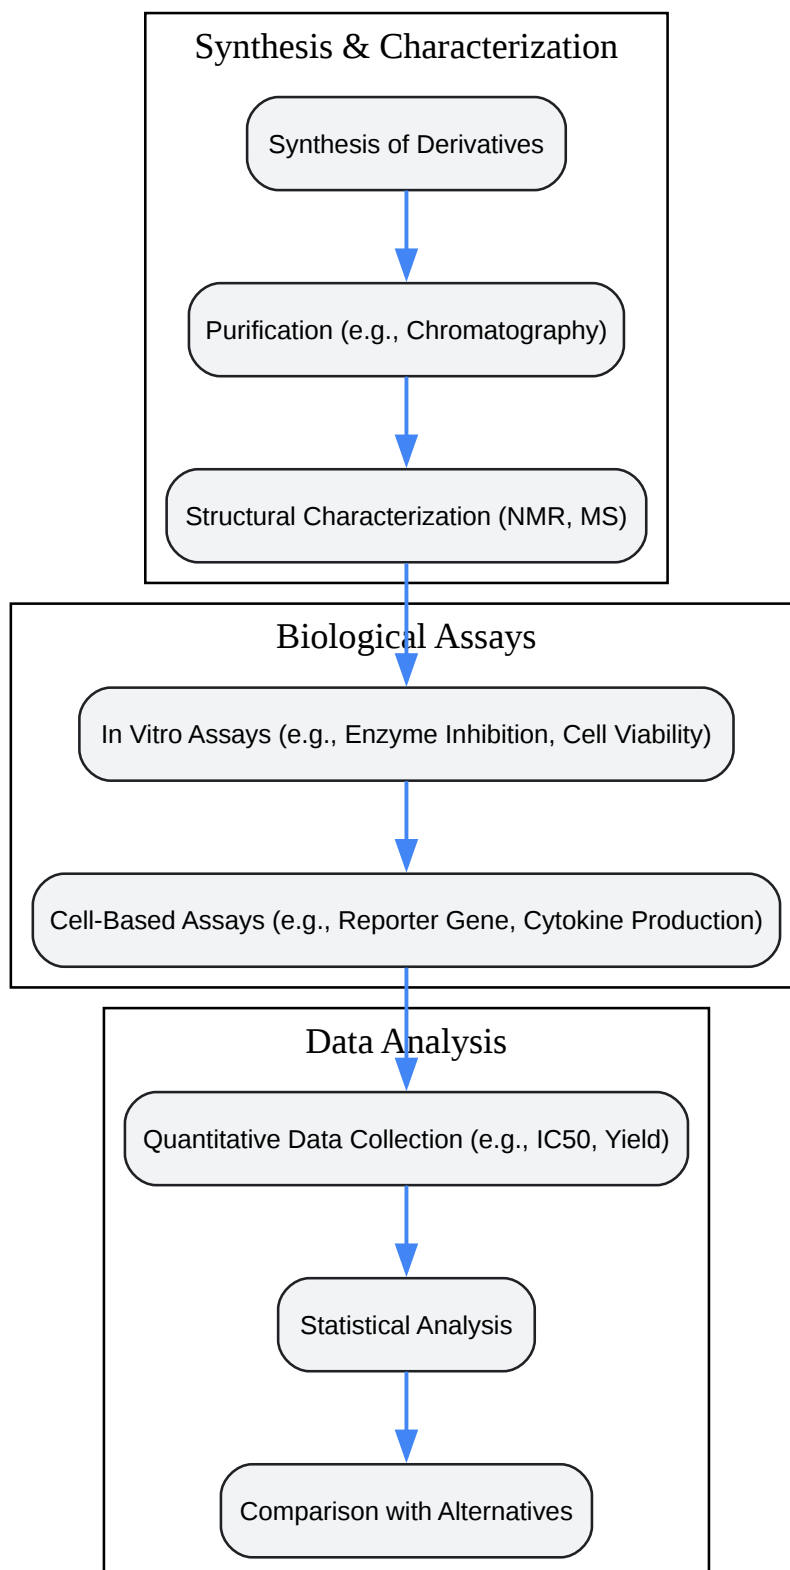 Synthesis & Characterization
Synthesis of Derivatives
Purification (e.g., Chromatography)
Structural Characterization (NMR, MS)
Biological Assays
In Vitro Assays (e.g., Enzyme Inhibition, Cell Viability)
Cell-Based Assays (e.g., Reporter Gene, Cytokine Production)
Data Analysis
Quantitative Data Collection (e.g., IC50, Yield)
Statistical Analysis
Comparison with Alternatives